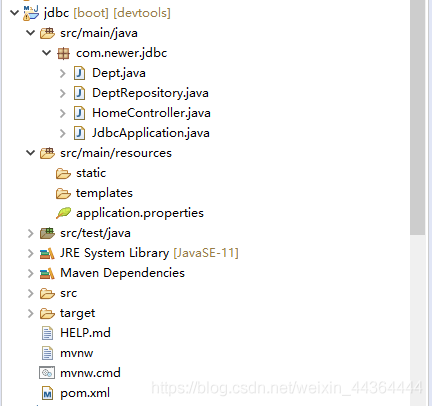 jdbc [boot] [devtools]
src/main/java
com.newer.jdbc
Dept.java
DeptRepository.java
HomeController.java
JdbcApplication.java
src/main/resources
static
templates
application.properties
src/test/java
JRE System Library [JavaSE-11]
Maven Dependencies
src
target
HELP.md
mvnw
mvnw.cmd
pom.xml
https://blog.csdn.net/weixin_44364444